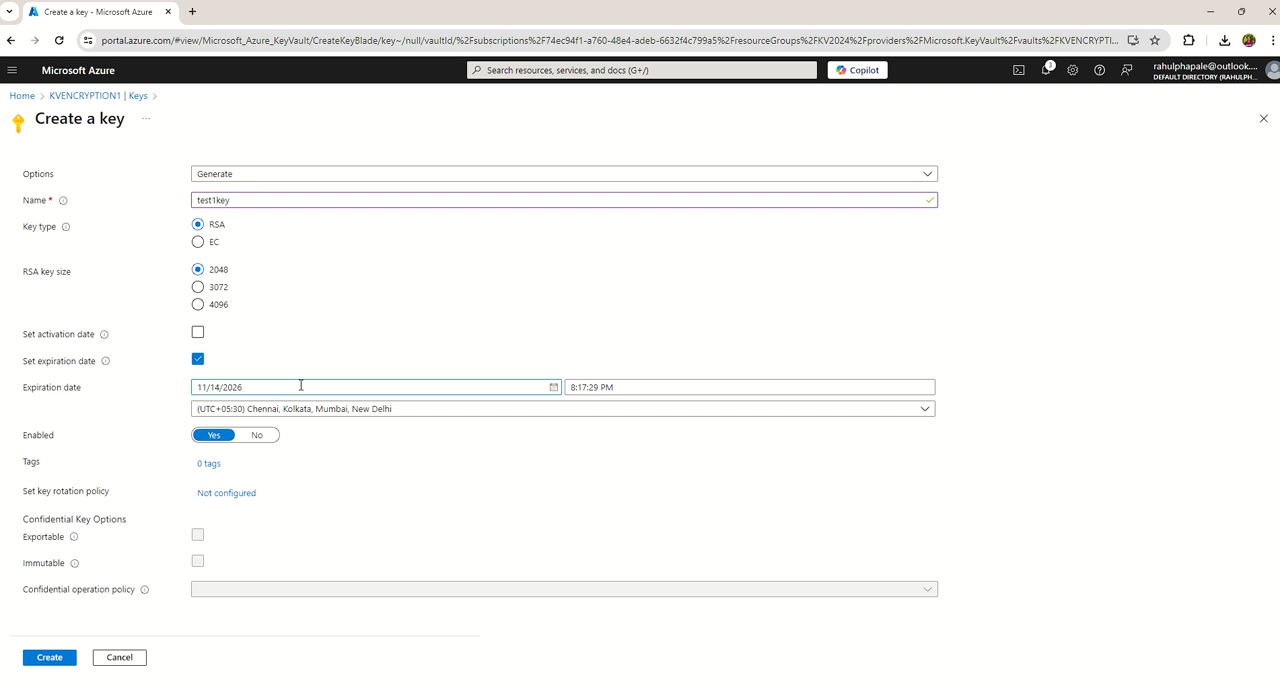 Create a key - Microsoft Azure
portal.azure.com/#view/Microsoft_Azure_KeyVault/CreateKeyBlade/key~/null/vaultId/%2Fsubscriptions%2F74ec94f1-a760-48e4-adeb-6632f4c799a5%2FresourceGroups%2FKV2024%2Fproviders%2FMicrosoft.KeyVault%2Fvaults%2FKVENCRYPTI...
Microsoft Azure
Search resources, services, and docs (G+/)
Copilot
3
rahulphapale@outlook....
DEFAULT DIRECTORY (RAHULPH...
Home > KVENCRYPTION1 | Keys >
Create a key ...
Options
Generate
Name *
test1key
Key type
RSA
EC
RSA key size
2048
3072
4096
Set activation date
Set expiration date
Expiration date
11/14/2026
8:17:29 PM
(UTC+05:30) Chennai, Kolkata, Mumbai, New Delhi
Enabled
Yes
No
Tags
0 tags
Set key rotation policy
Not configured
Confidential Key Options
Exportable
Immutable
Confidential operation policy
Create
Cancel